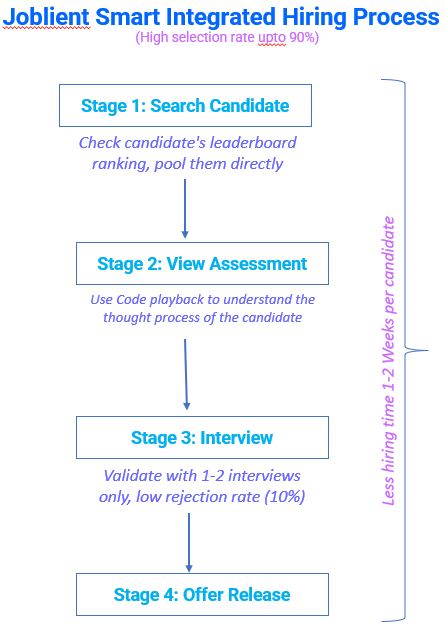 Joblient Smart Integrated Hiring Process
(High selection rate upto 90%)
Stage 1: Search Candidate
Check candidate's leaderboard
ranking, pool them directly
Stage 2: View Assessment
Use Code playback to understand the
thought process of the candidate
Stage 3: Interview
Validate with 1-2 interviews
only, low rejection rate (10%)
Stage 4: Offer Release
Less hiring time 1-2 Weeks per candidate